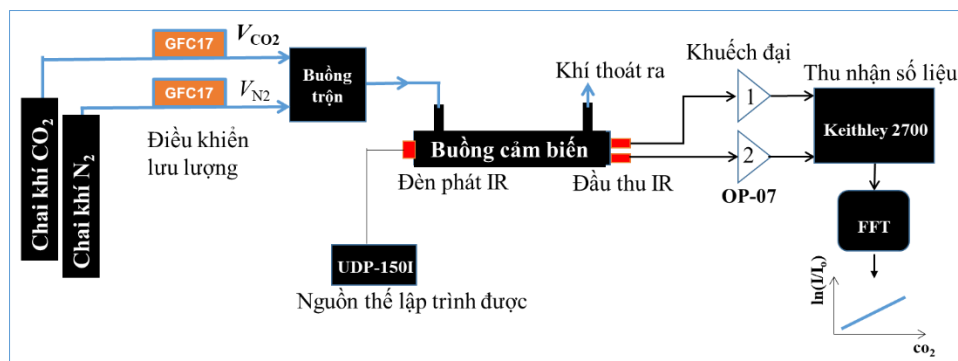 GFC17
V_CO2
GFC17
V_N2
Buồng
trộn
Chai khí CO₂
Chai khí N₂
Điều khiển
lưu lượng
Khí thoát ra
Buồng cảm biến
Đèn phát IR
Đầu thu IR
UDP-150I
Nguồn thế lập trình được
Khuếch đại
1
2
OP-07
Thu nhận số liệu
Keithley 2700
FFT
ln(I/I₀)
CO₂